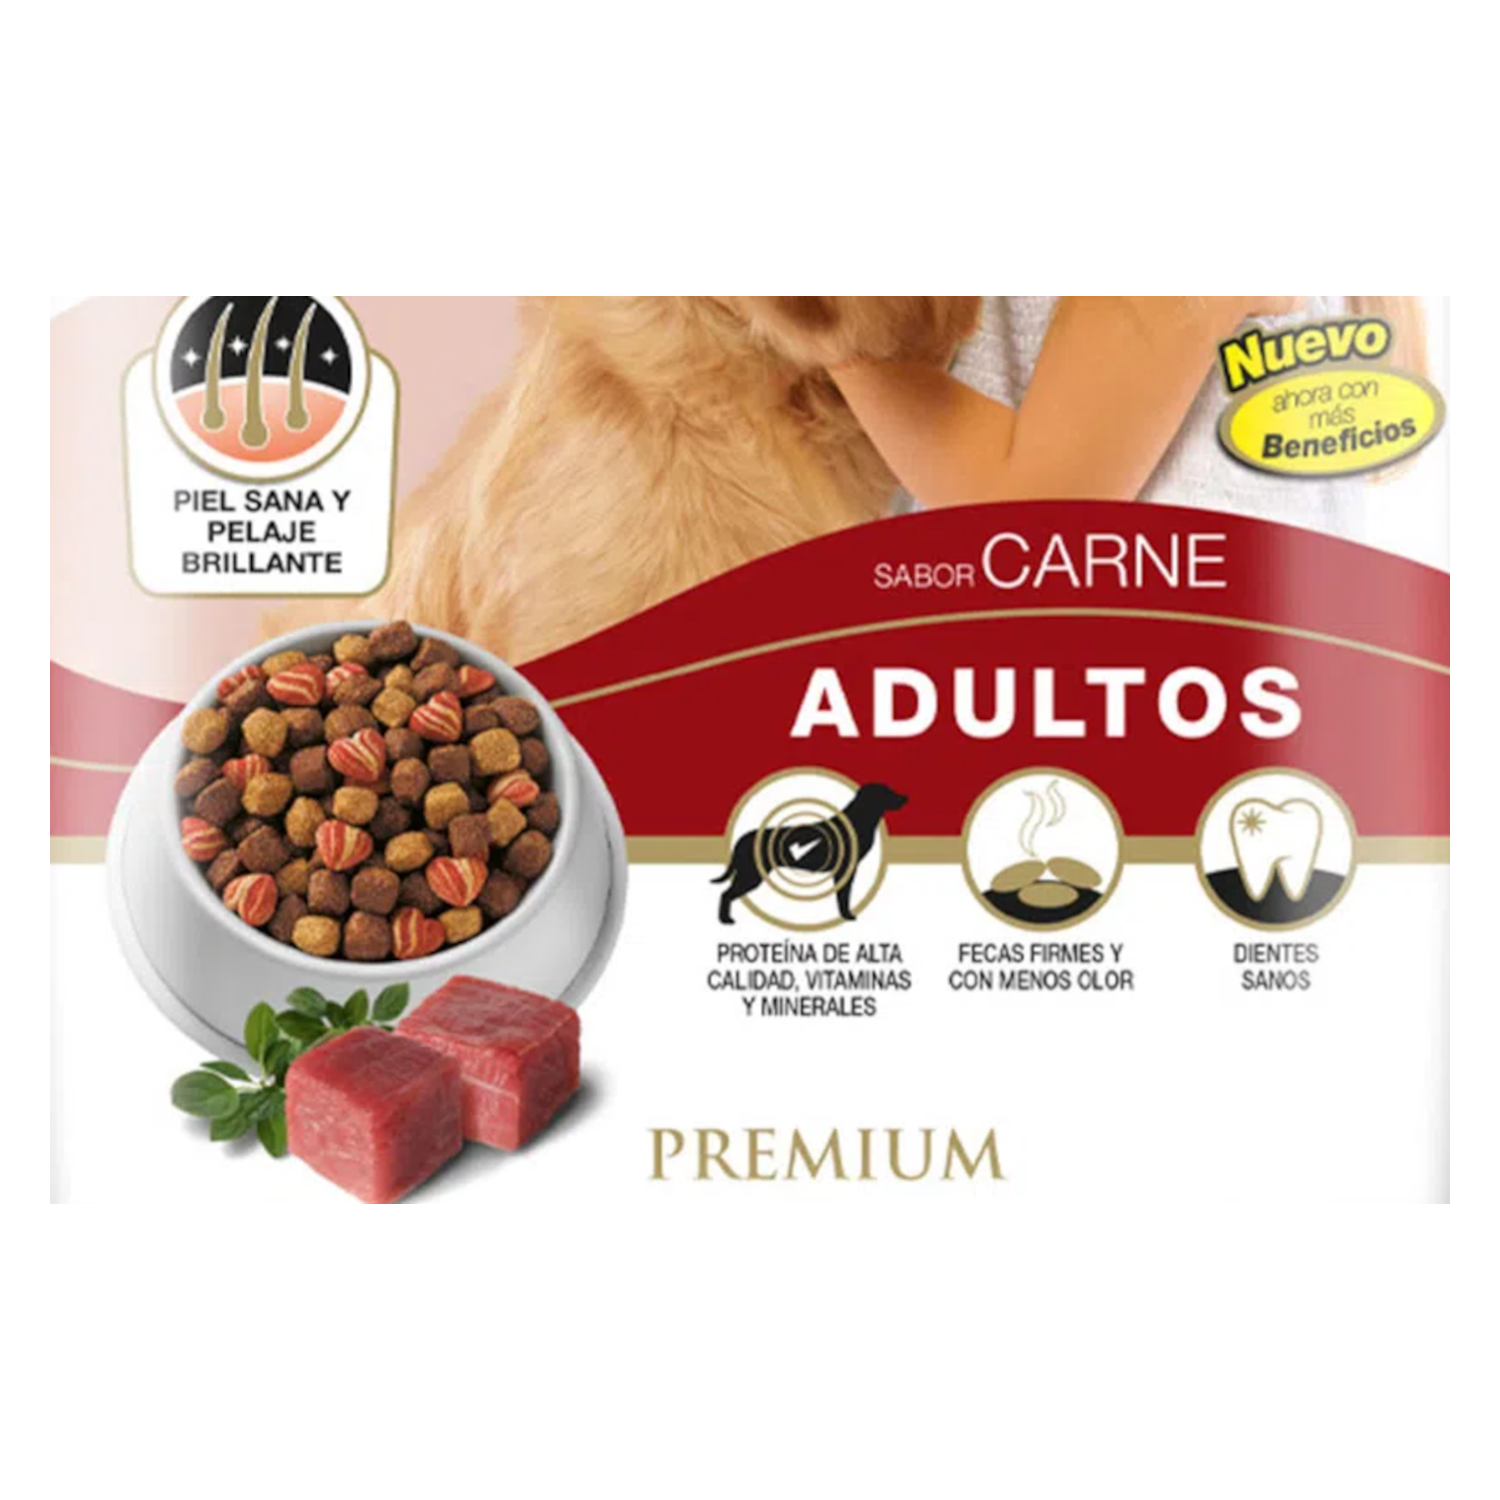 Nuevo
ahora con
más
Beneficios
PIEL SANA Y
PELAJE
BRILLANTE
SABOR CARNE
ADULTOS
PROTEÍNA DE ALTA
CALIDAD, VITAMINAS
Y MINERALES
FECAS FIRMES Y
CON MENOS OLOR
DIENTES
SANOS
PREMIUM